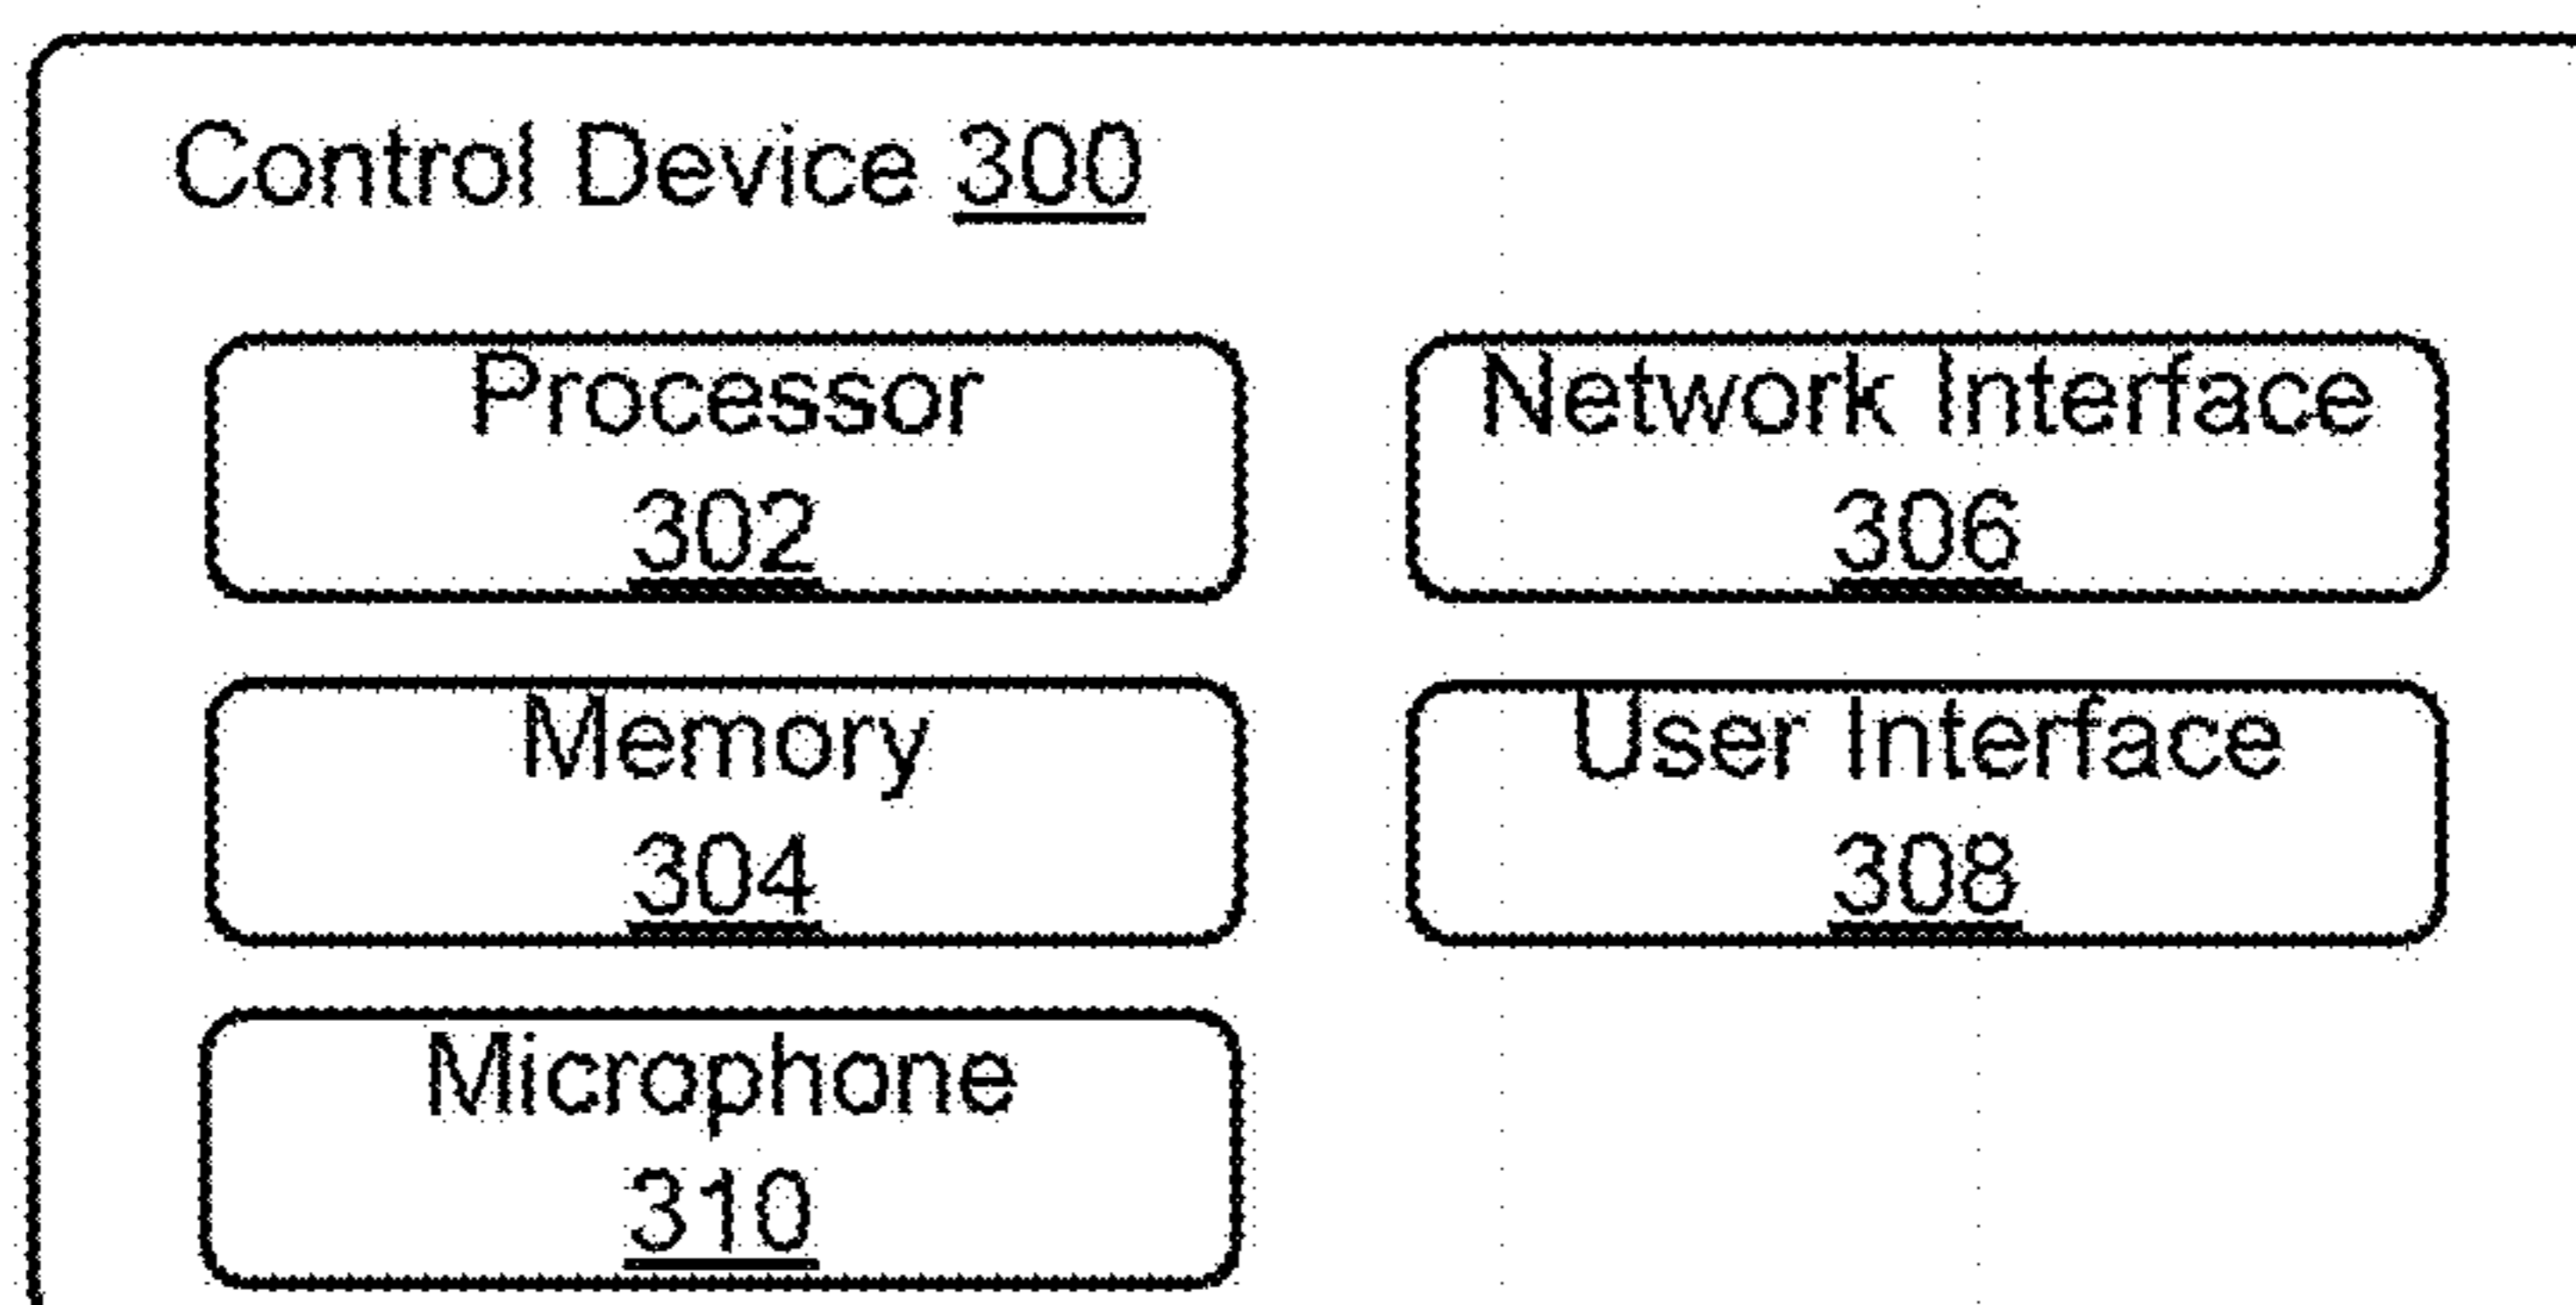 Control Device 300
Processor
302
Network Interface
306
Memory
304
User Interface
308
Microphone
310